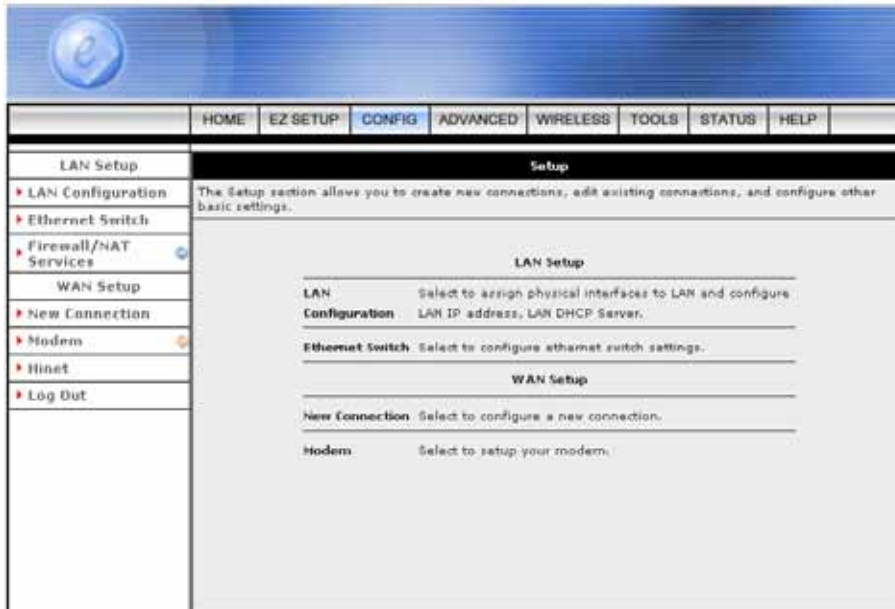 e
HOME EZ SETUP CONFIG ADVANCED WIRELESS TOOLS STATUS HELP
LAN Setup
LAN Configuration
Ethernet Switch
Firewall/NAT
Services
WAN Setup
New Connection
Modem
Hinet
Log Out
Setup
The Setup section allows you to create new connections, edit existing connections, and configure other
basic settings.
LAN Setup
LAN Select to assign physical interfaces to LAN and configure
Configuration LAN IP address, LAN DHCP Server.
Ethernet Switch Select to configure ethernet switch settings.
WAN Setup
New Connection Select to configure a new connection.
Modem Select to setup your modem.